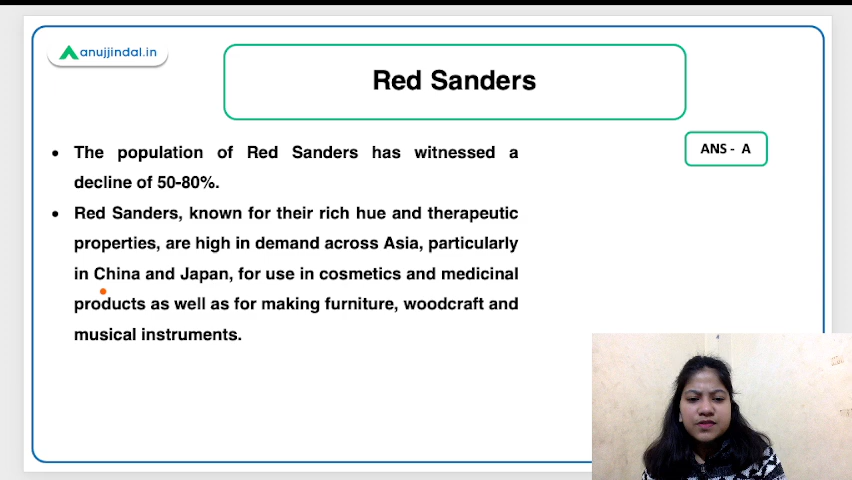 anujjindal.in
Red Sanders
• The population of Red Sanders has witnessed a
decline of 50-80%.
• Red Sanders, known for their rich hue and therapeutic
properties, are high in demand across Asia, particularly
in China and Japan, for use in cosmetics and medicinal
products as well as for making furniture, woodcraft and
musical instruments.
ANS - A